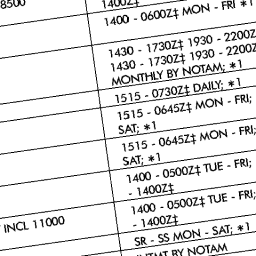 8500
1400Z‡
1400 - 0600Z‡ MON - FRI ∗1
1430 - 1730Z‡ 1930 - 2200Z
1430 - 1730Z‡ 1930 - 2200Z
MONTHLY BY NOTAM; ∗1
1515 - 0730Z‡ DAILY; ∗1
1515 - 0645Z‡ MON - FRI;
SAT; ∗1
1515 - 0645Z‡ MON - FRI;
SAT; ∗1
1400 - 0500Z‡ TUE - FRI;
- 1400Z‡
1400 - 0500Z‡ TUE - FRI;
- 1400Z‡
INCL 11000
SR - SS MON - SAT; ∗1
BY NOTAM